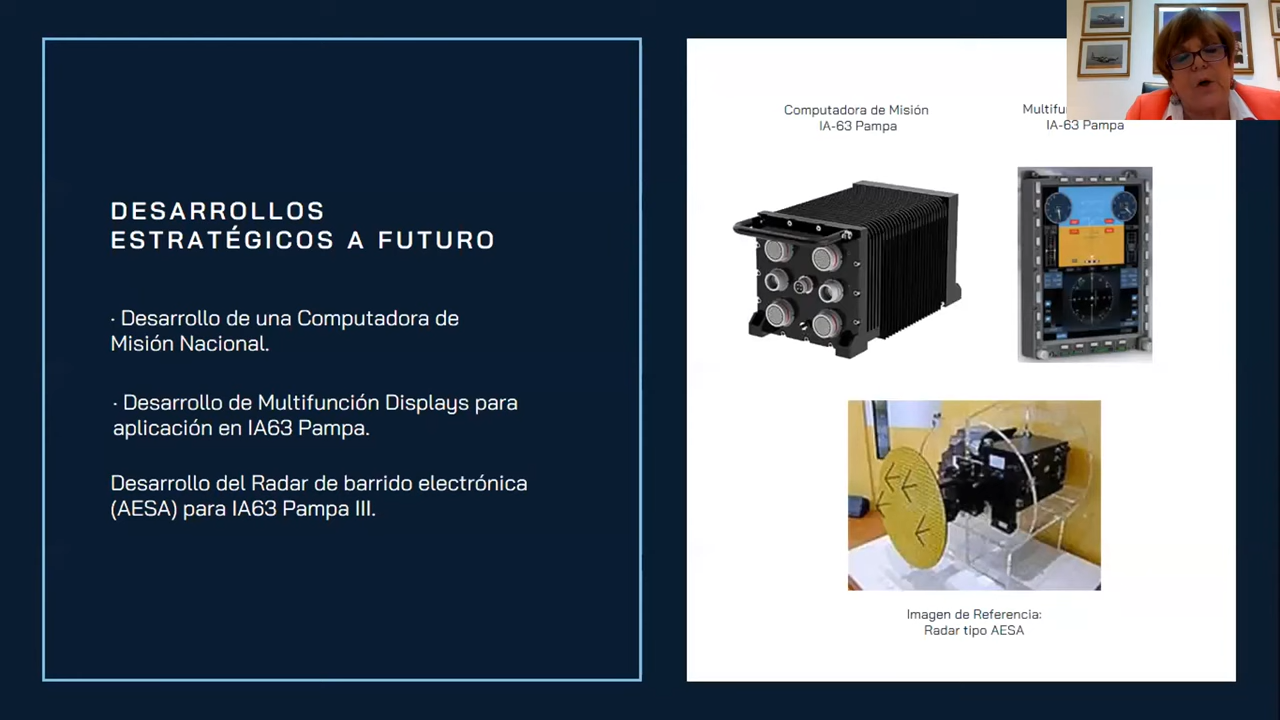 DESARROLLOS
ESTRATÉGICOS A FUTURO
· Desarrollo de una Computadora de
Misión Nacional.
· Desarrollo de Multifunción Displays para
aplicación en IA63 Pampa.
Desarrollo del Radar de barrido electrónica
(AESA) para IA63 Pampa III.
Computadora de Misión
IA-63 Pampa
IA-63 Pampa
Imagen de Referencia:
Radar tipo AESA